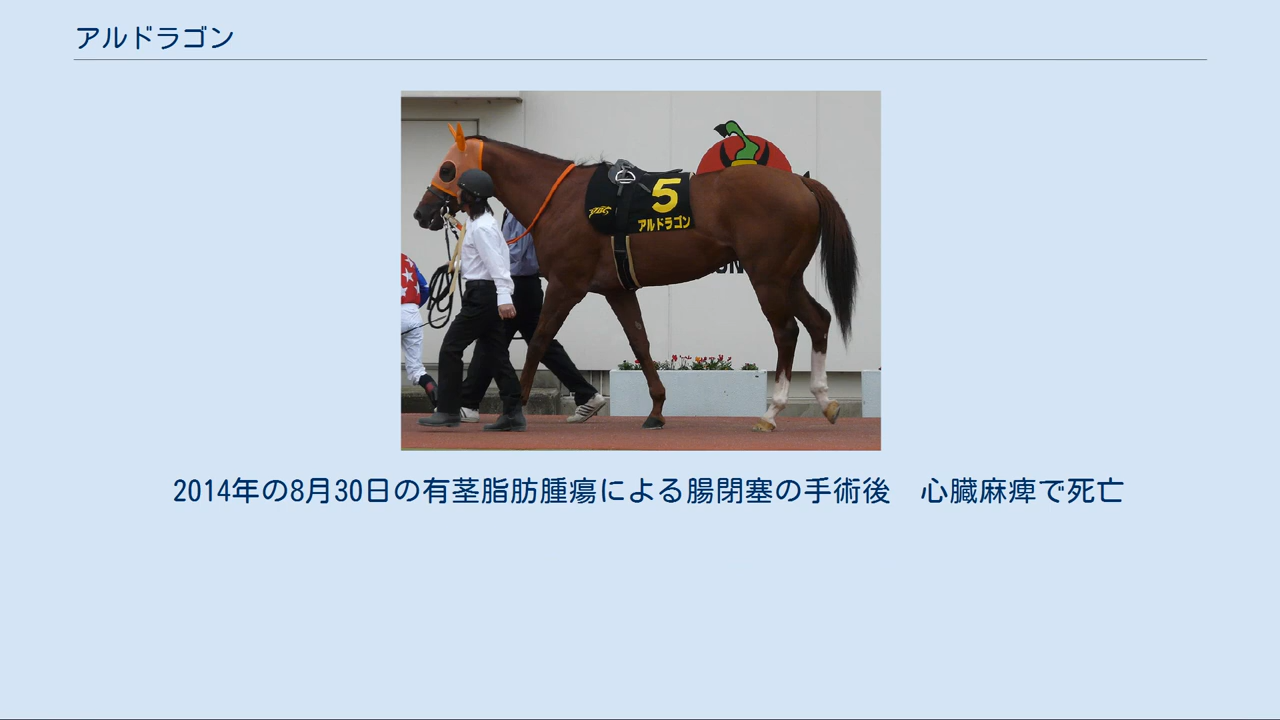 アルドラゴン
5
アルドラゴン
2014年の8月30日の有茎脂肪腫瘍による腸閉塞の手術後　心臓麻痺で死亡